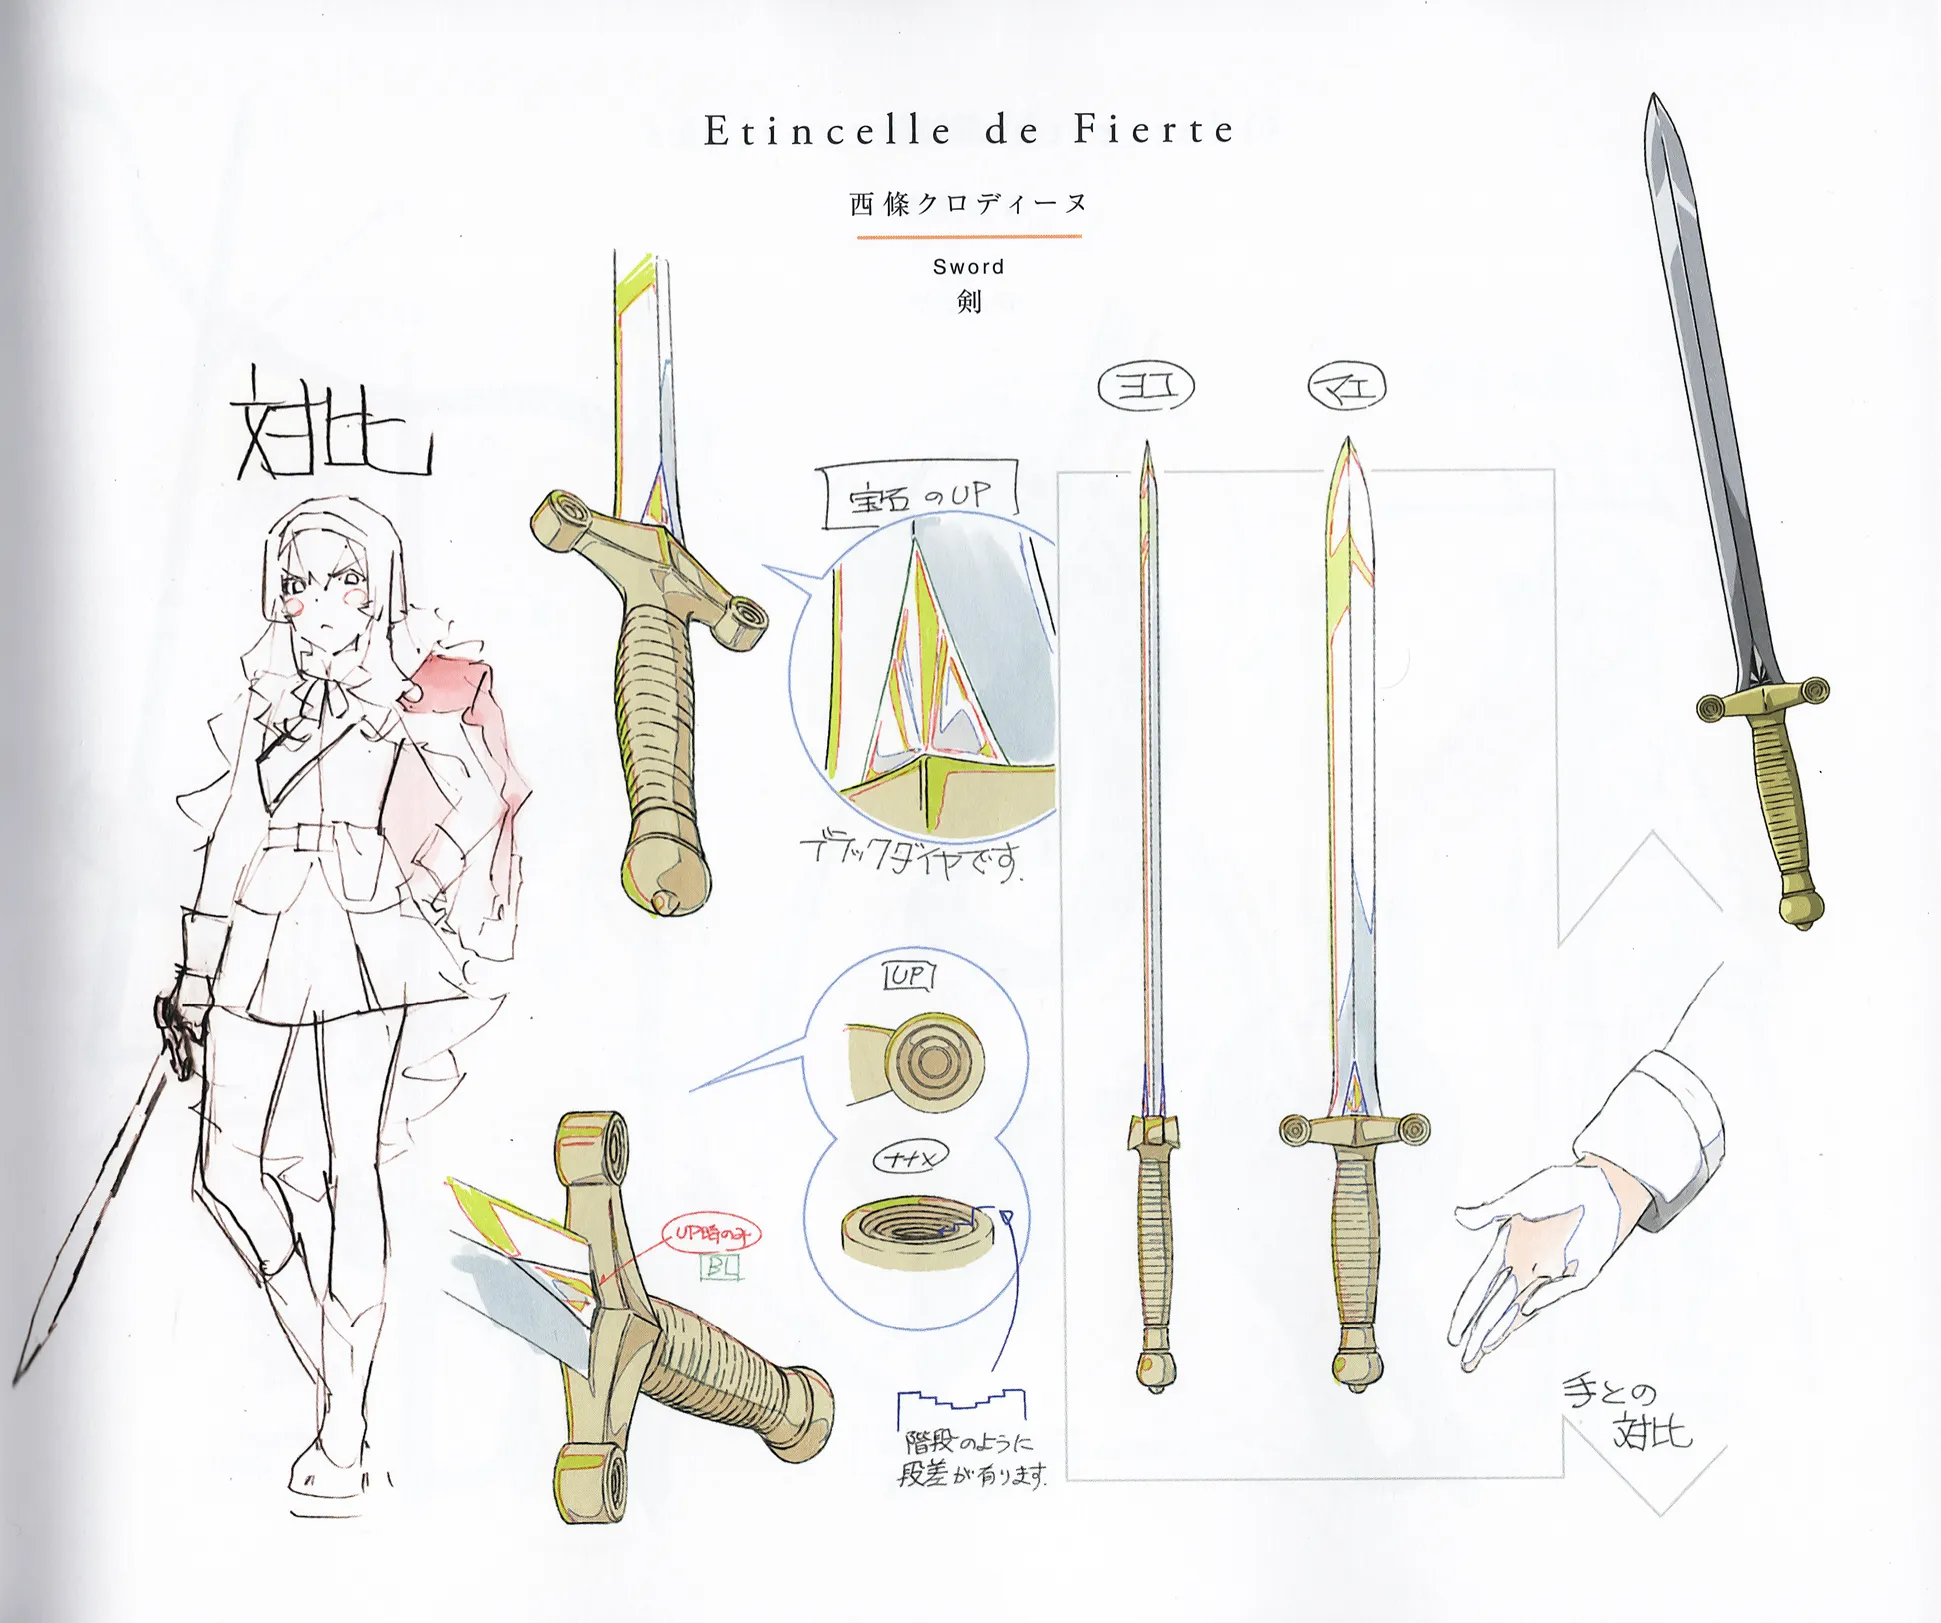 Etincelle de Fierte
西條クロディーヌ
Sword
剣
対比
ヨコ
マエ
宝石のUP
ブラックダイヤです.
UP
ナナメ
UP時のみ
BL
階段のように
段差が有ります.
手との
対比